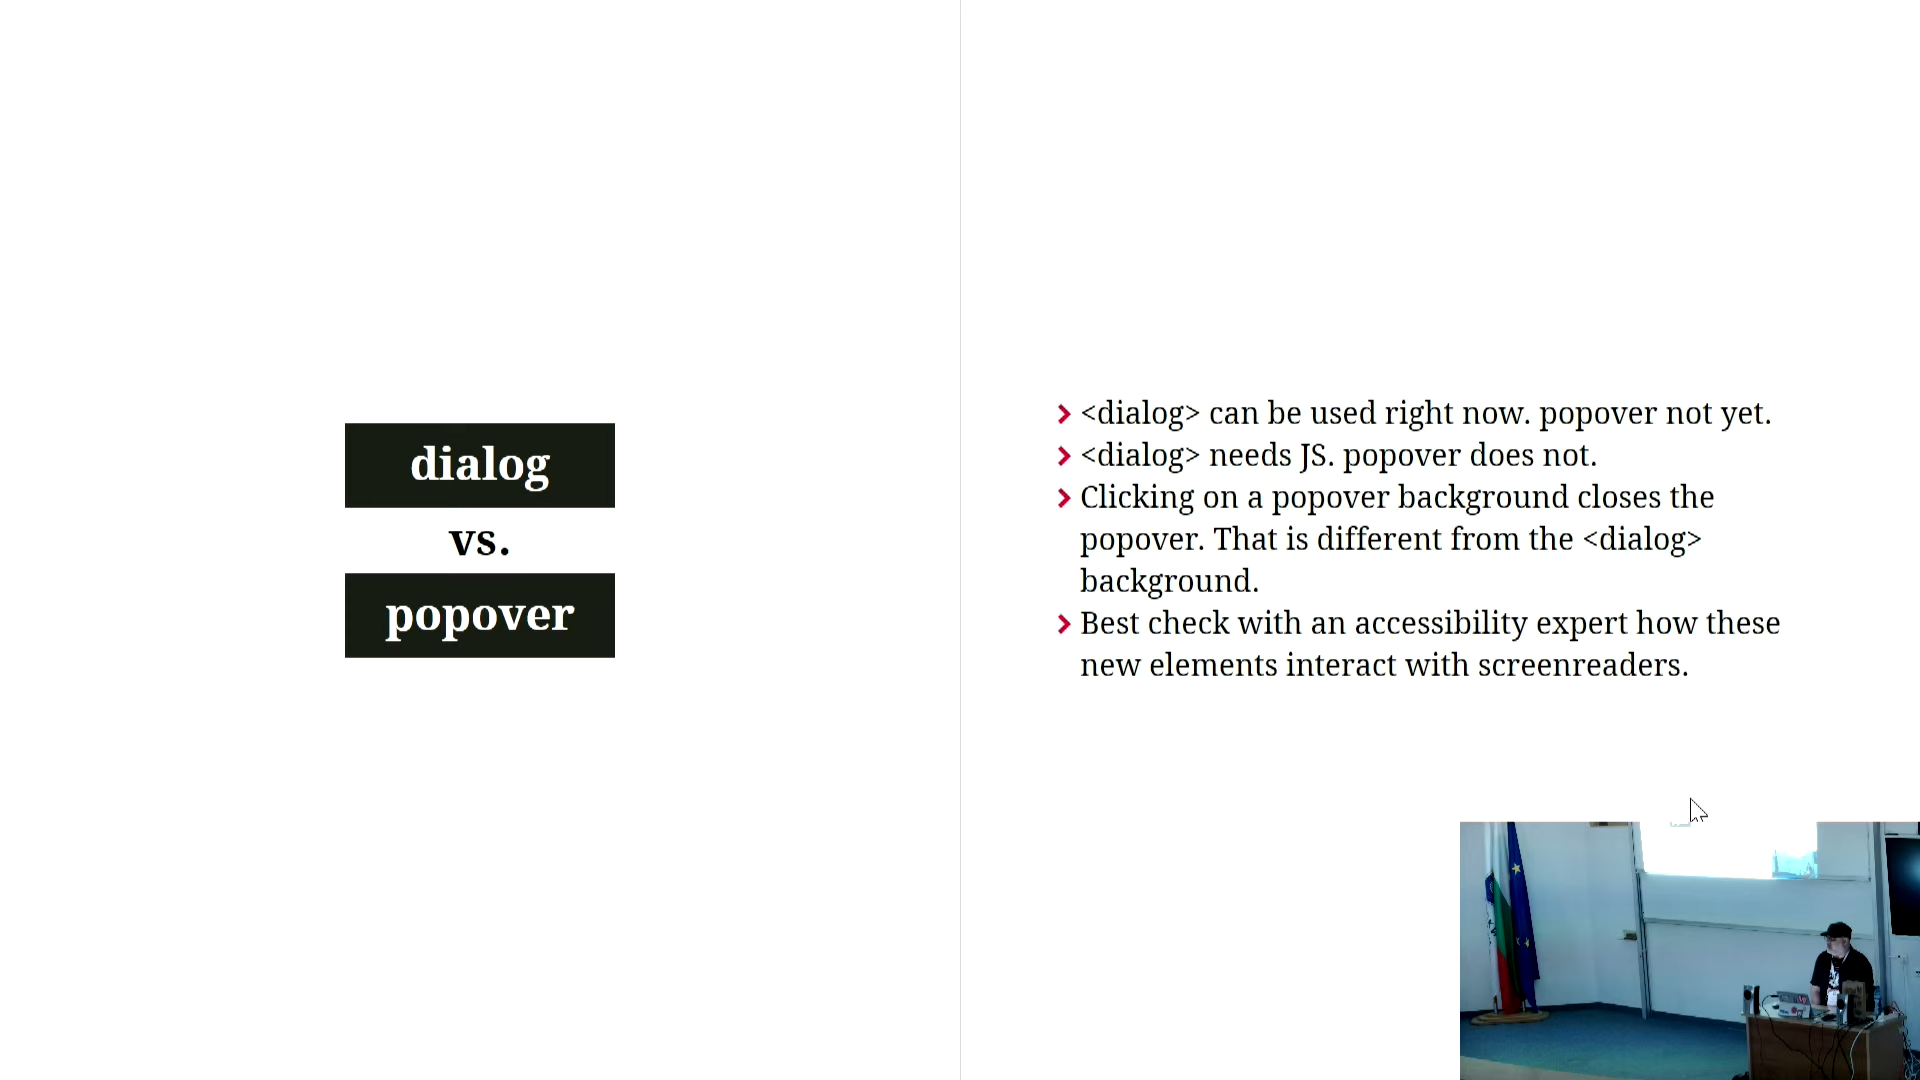 dialog
vs.
popover
<dialog> can be used right now. popover not yet.
<dialog> needs JS. popover does not.
Clicking on a popover background closes the
popover. That is different from the <dialog>
background.
Best check with an accessibility expert how these
new elements interact with screenreaders.